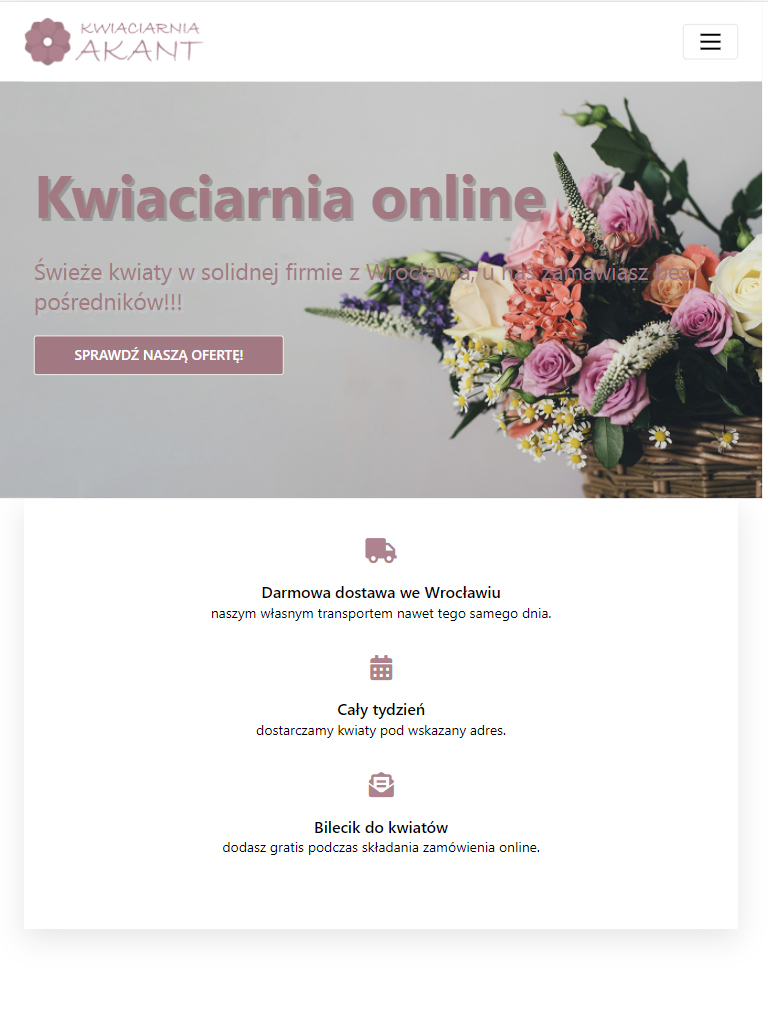 KWIACIARNIA
AKANT
Kwiaciarnia online
Świeże kwiaty w solidnej firmie z Wrocławia, u nas zamawiasz bez
pośredników!!!
SPRAWDŹ NASZĄ OFERTĘ!
Darmowa dostawa we Wrocławiu
naszym własnym transportem nawet tego samego dnia.
Cały tydzień
dostarczamy kwiaty pod wskazany adres.
Bilecik do kwiatów
dodasz gratis podczas składania zamówienia online.